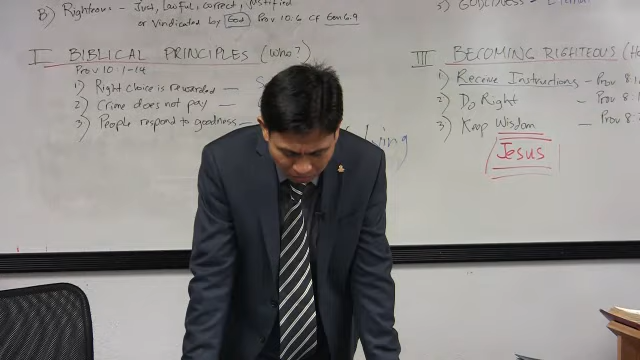 B) Righteous - Just, Lawful, correct, justified
or Vindicated by God Prov 10.6 cf Gen 6.9
I BIBLICAL PRINCIPLES (Who?)
Prov 10:1-14
1) Right choice is rewarded - S
2) Crime does not pay -
3) People respond to goodness -
living
5) GODLINESS -
III BECOMING RIGHTEOUS (H
1) Receive Instructions - Prov 8.
2) Do Right - Prov 8.
3) Keep Wisdom - Prov 8.
Jesus